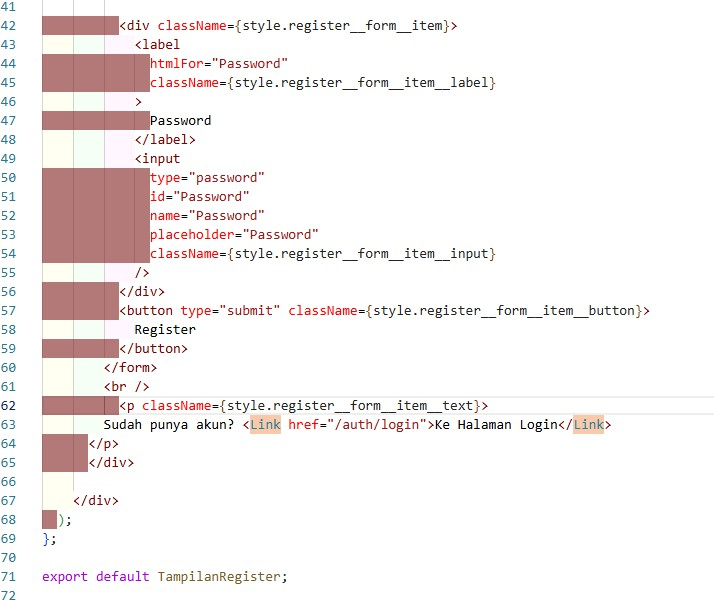 41
42 <div className={style.register__form__item}>
43 <label
44 htmlFor="Password"
45 className={style.register__form__item__label}
46 >
47 Password
48 </label>
49 <input
50 type="password"
51 id="Password"
52 name="Password"
53 placeholder="Password"
54 className={style.register__form__item__input}
55 />
56 </div>
57 <button type="submit" className={style.register__form__item__button}>
58 Register
59 </button>
60 </form>
61 <br />
62 <p className={style.register__form__item__text}>
63 Sudah punya akun? <Link href="/auth/login">Ke Halaman Login</Link>
64 </p>
65 </div>
66
67 </div>
68 );
69 };
70
71 export default TampilanRegister;
72